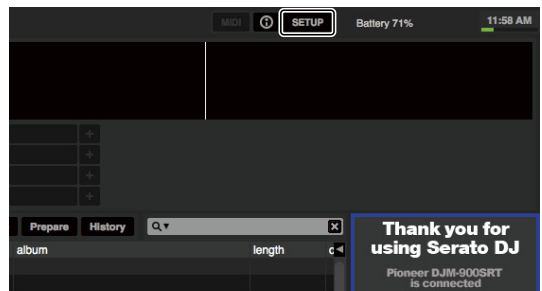 MIDI SETUP Battery 71% 11:58 AM
Prepare History
album length
Thank you for
using Serato DJ
Pioneer DJM-900SRT
is connected